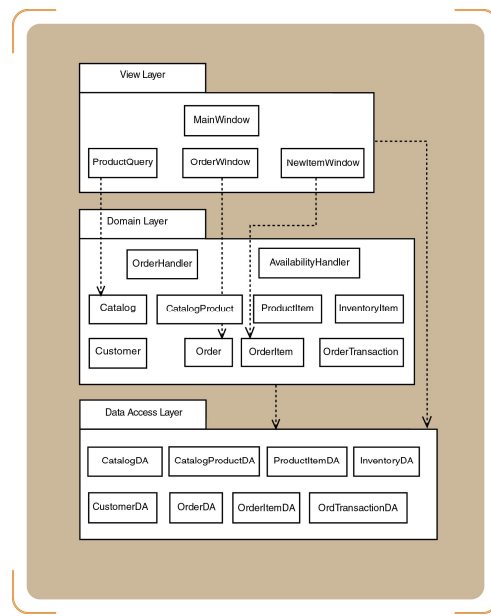 View Layer
MainWindow
ProductQuery
OrderWindow
NewItemWindow
Domain Layer
OrderHandler
AvailabilityHandler
Catalog
CatalogProduct
ProductItem
InventoryItem
Customer
Order
OrderItem
OrderTransaction
Data Access Layer
CatalogDA
CatalogProductDA
ProductItemDA
InventoryDA
CustomerDA
OrderDA
OrderItemDA
OrdTransactionDA